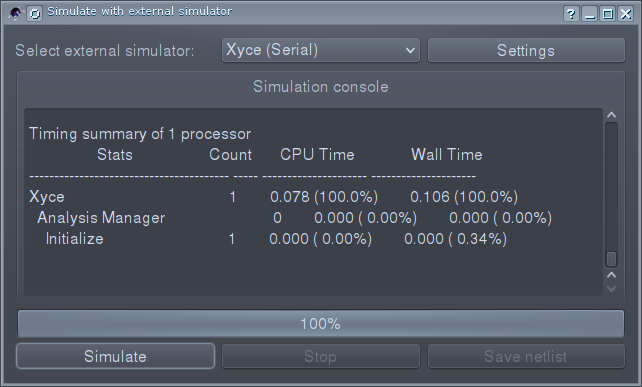 Simulate with external simulator
Select external simulator: Xyce (Serial) Settings
Simulation console
Timing summary of 1 processor
Stats Count CPU Time Wall Time
----------------------------------------- ----- --------------------- ---------------------
Xyce 1 0.078 (100.0%) 0.106 (100.0%)
Analysis Manager 0 0.000 ( 0.00%) 0.000 ( 0.00%)
Initialize 1 0.000 ( 0.00%) 0.000 ( 0.34%)
100%
Simulate Stop Save netlist